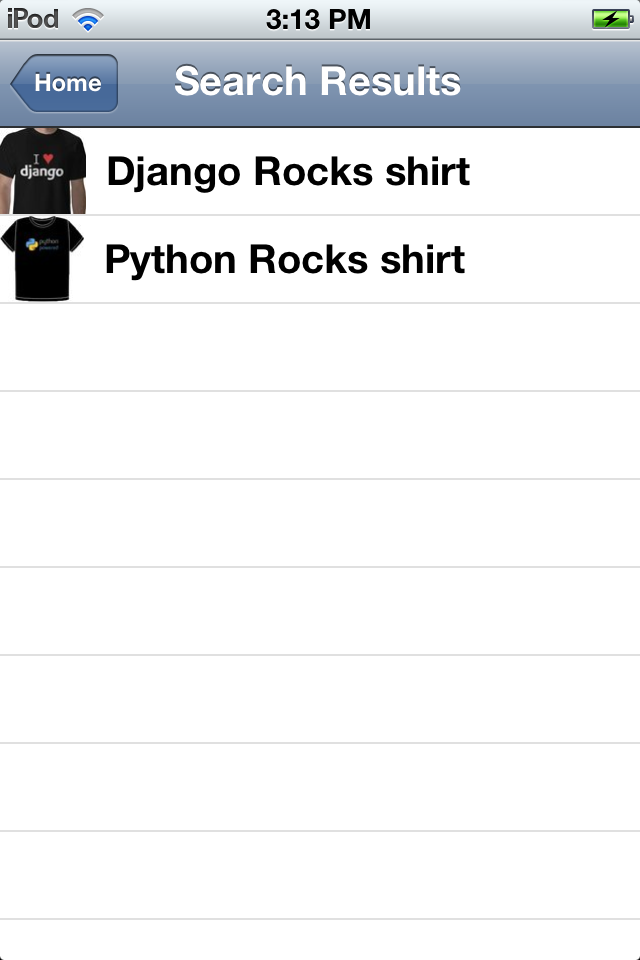 iPod 3:13 PM
Home Search Results
I ♥
django
Django Rocks shirt
python
powered
Python Rocks shirt